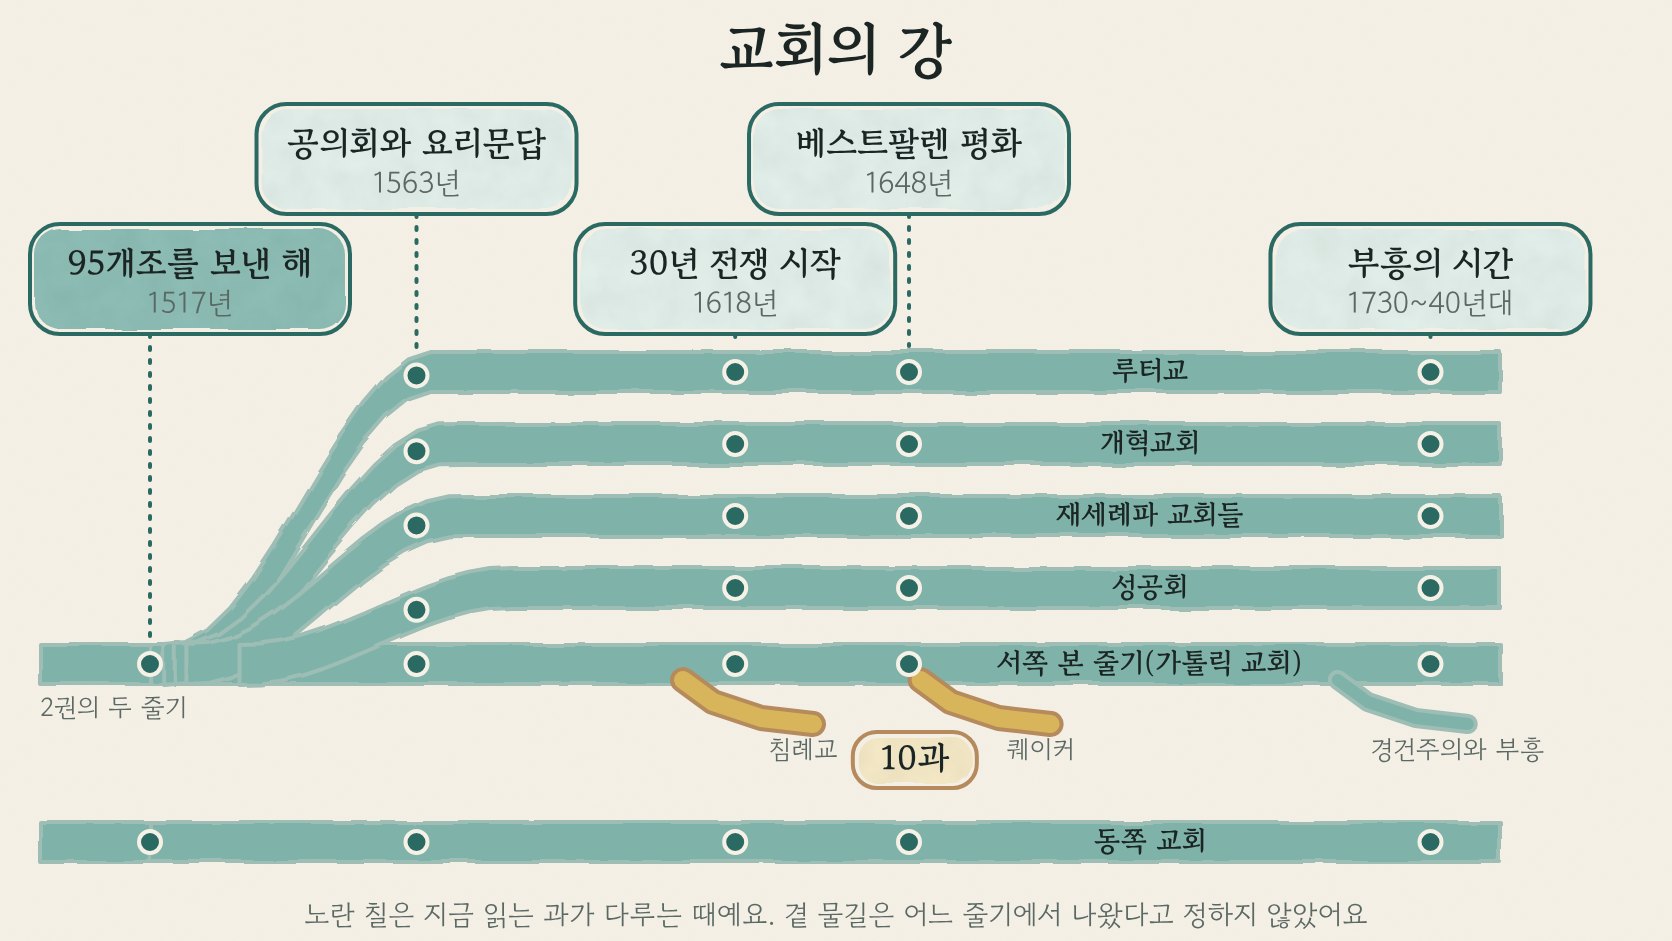 교회의 강
공의회와 요리문답
1563년
베스트팔렌 평화
1648년
95개조를 보낸 해
1517년
30년 전쟁 시작
1618년
부흥의 시간
1730~40년대
루터교
개혁교회
재세례파 교회들
성공회
서쪽 본 줄기(가톨릭 교회)
2권의 두 줄기
침례교
10과
퀘이커
경건주의와 부흥
동쪽 교회
노란 칠은 지금 읽는 과가 다루는 때예요. 곁 물길은 어느 줄기에서 나왔다고 정하지 않았어요